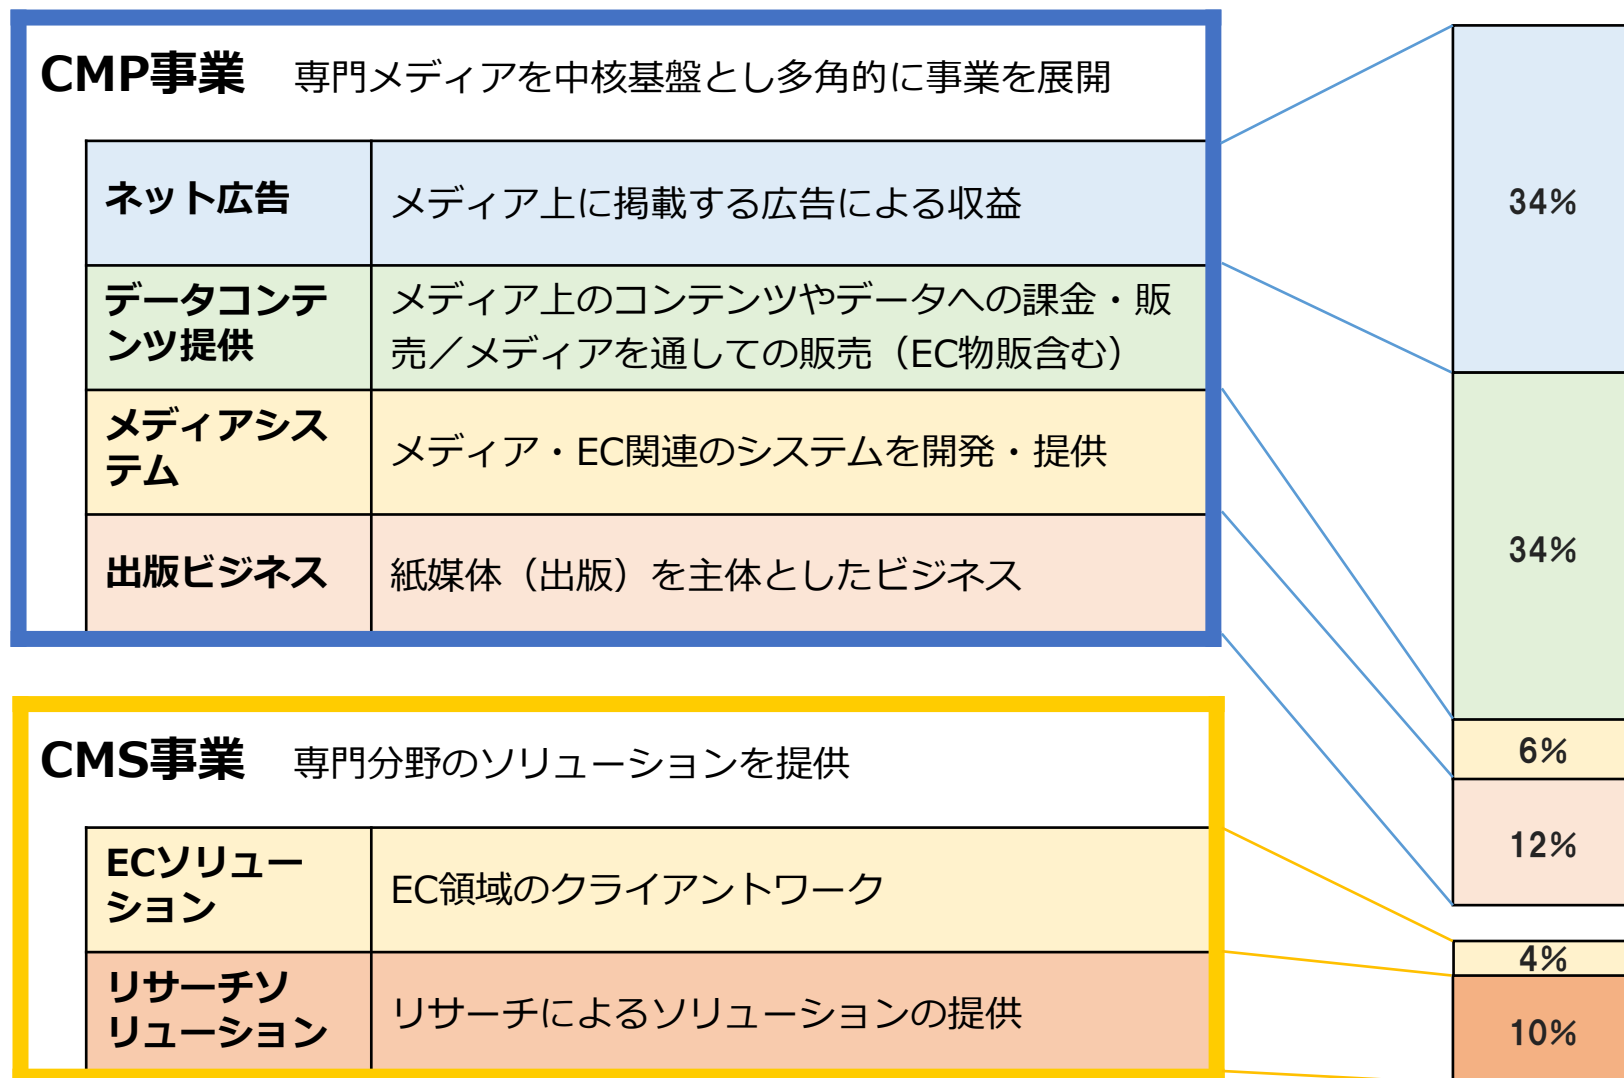 CMP事業 専門メディアを中核基盤とし多角的に事業を展開
ネット広告
メディア上に掲載する広告による収益
34%
データコンテ
ンツ提供
メディア上のコンテンツやデータへの課金・販
売／メディアを通しての販売（EC物販含む）
34%
メディアシス
テム
メディア・EC関連のシステムを開発・提供
6%
出版ビジネス
紙媒体（出版）を主体としたビジネス
12%
CMS事業 専門分野のソリューションを提供
ECソリュー
ション
EC領域のクライアントワーク
4%
リサーチソ
リューション
リサーチによるソリューションの提供
10%